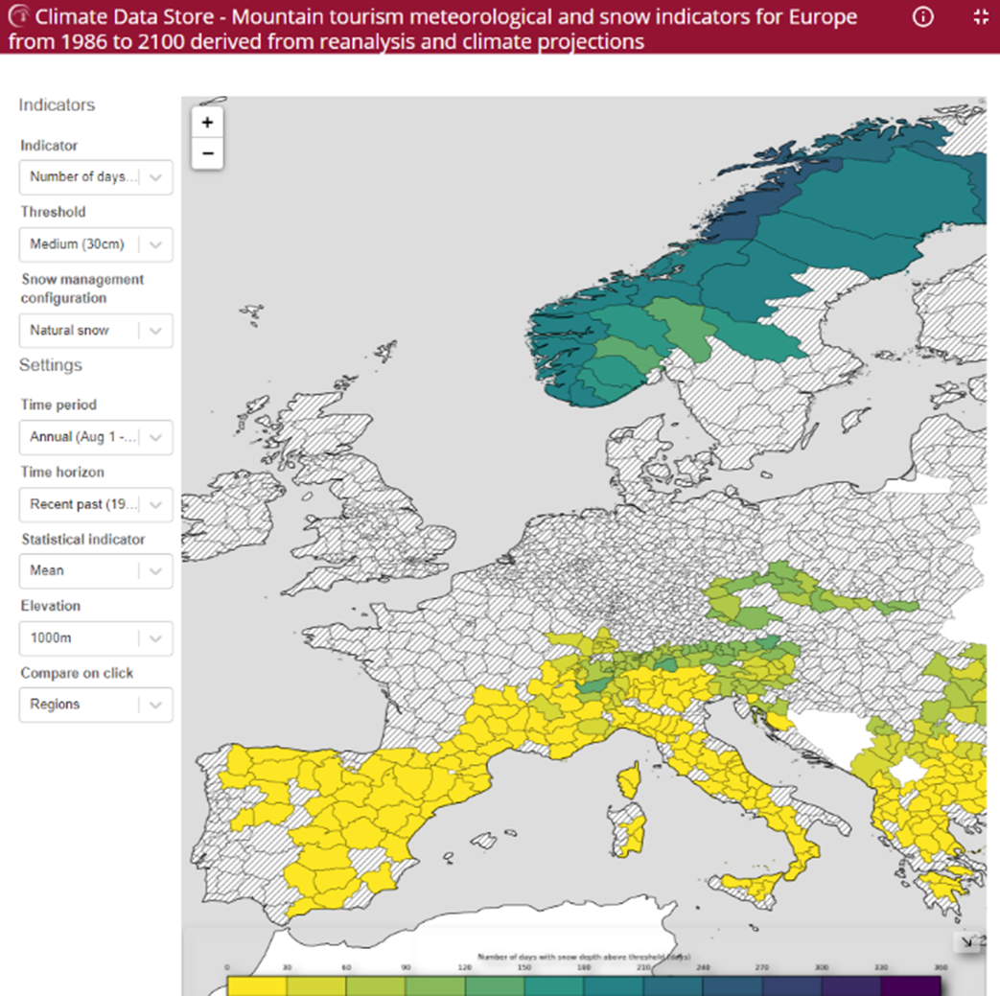 Climate Data Store - Mountain tourism meteorological and snow indicators for Europe
from 1986 to 2100 derived from reanalysis and climate projections
Indicators
Indicator
Number of days...
Threshold
Medium (30cm)
Snow management
configuration
Natural snow
Settings
Time period
Annual (Aug 1 -...
Time horizon
Recent past (19...
Statistical indicator
Mean
Elevation
1000m
Compare on click
Regions
+
−
Number of days with snow depth above threshold (days)
0 30 60 90 120 150 180 210 240 270 300 330 360